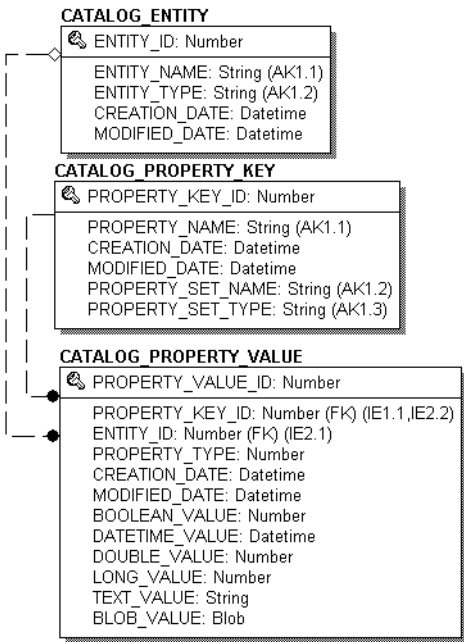 CATALOG_ENTITY
ENTITY_ID: Number
ENTITY_NAME: String (AK1.1)
ENTITY_TYPE: String (AK1.2)
CREATION_DATE: Datetime
MODIFIED_DATE: Datetime
CATALOG_PROPERTY_KEY
PROPERTY_KEY_ID: Number
PROPERTY_NAME: String (AK1.1)
CREATION_DATE: Datetime
MODIFIED_DATE: Datetime
PROPERTY_SET_NAME: String (AK1.2)
PROPERTY_SET_TYPE: String (AK1.3)
CATALOG_PROPERTY_VALUE
PROPERTY_VALUE_ID: Number
PROPERTY_KEY_ID: Number (FK) (IE1.1,IE2.2)
ENTITY_ID: Number (FK) (IE2.1)
PROPERTY_TYPE: Number
CREATION_DATE: Datetime
MODIFIED_DATE: Datetime
BOOLEAN_VALUE: Number
DATETIME_VALUE: Datetime
DOUBLE_VALUE: Number
LONG_VALUE: Number
TEXT_VALUE: String
BLOB_VALUE: Blob